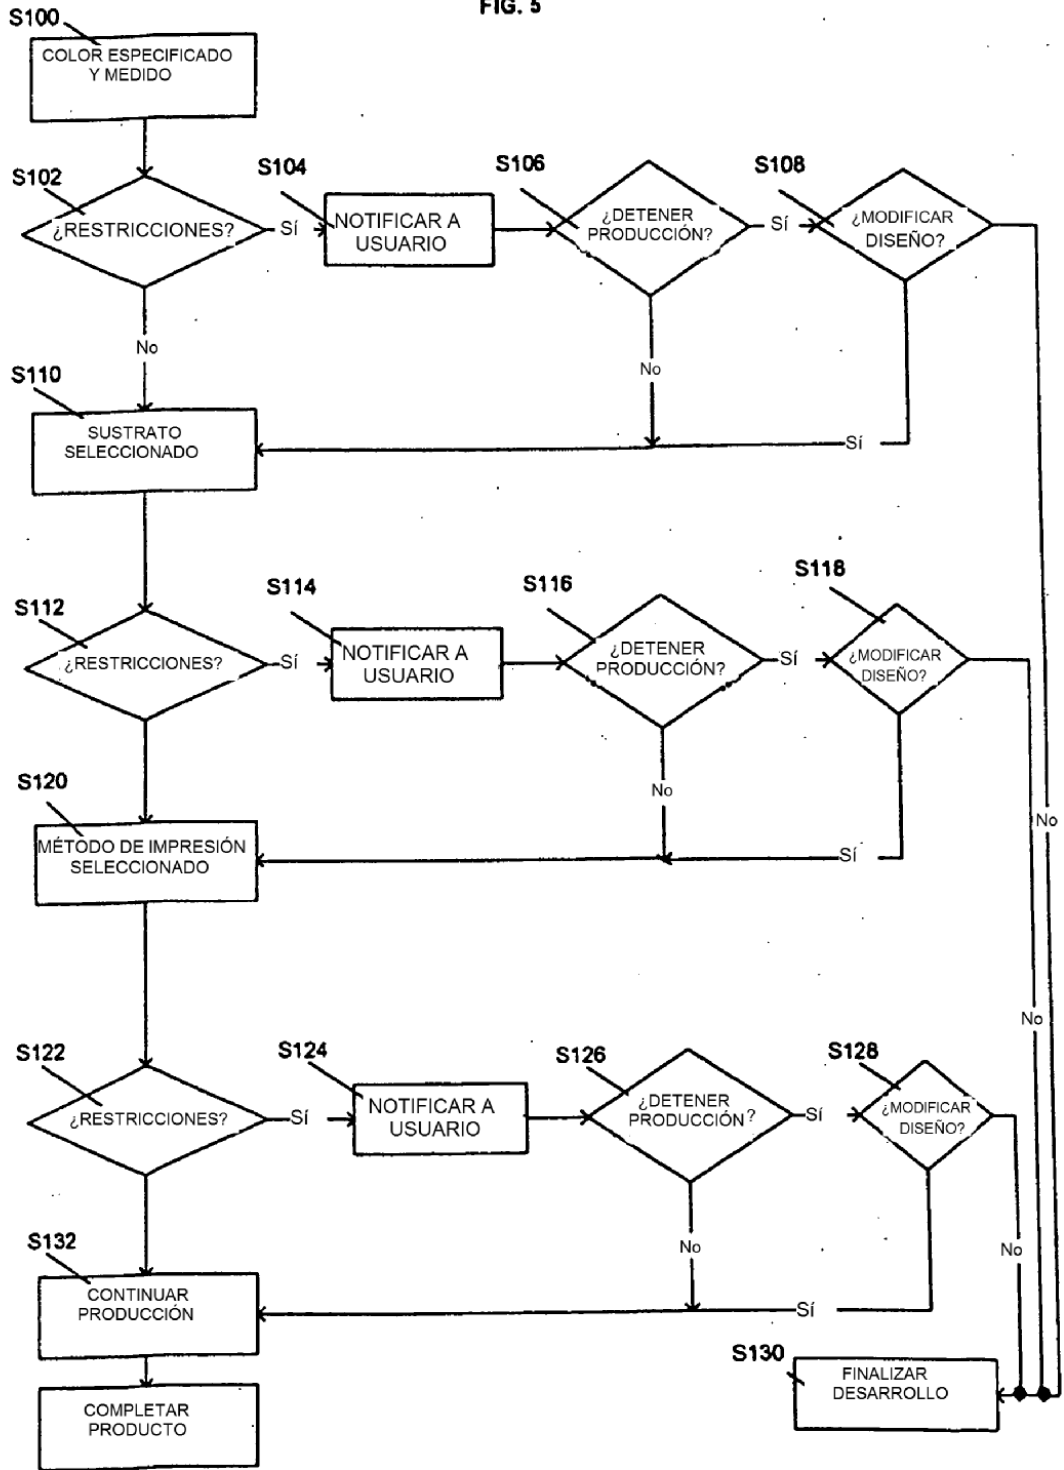 FIG. 5
S100
COLOR ESPECIFICADO
Y MEDIDO
S102
¿RESTRICCIONES?
Sí
S104
NOTIFICAR A
USUARIO
S106
¿DETENER
PRODUCCIÓN?
Sí
S108
¿MODIFICAR
DISEÑO?
No
No
Sí
S110
SUSTRATO
SELECCIONADO
S112
¿RESTRICCIONES?
Sí
S114
NOTIFICAR A
USUARIO
S116
¿DETENER
PRODUCCIÓN?
Sí
S118
¿MODIFICAR
DISEÑO?
No
No
Sí
S120
MÉTODO DE IMPRESIÓN
SELECCIONADO
No
S122
¿RESTRICCIONES?
Sí
S124
NOTIFICAR A
USUARIO
S126
¿DETENER
PRODUCCIÓN?
Sí
S128
¿MODIFICAR
DISEÑO?
No
No
Sí
S132
CONTINUAR
PRODUCCIÓN
S130
FINALIZAR
DESARROLLO
COMPLETAR
PRODUCTO